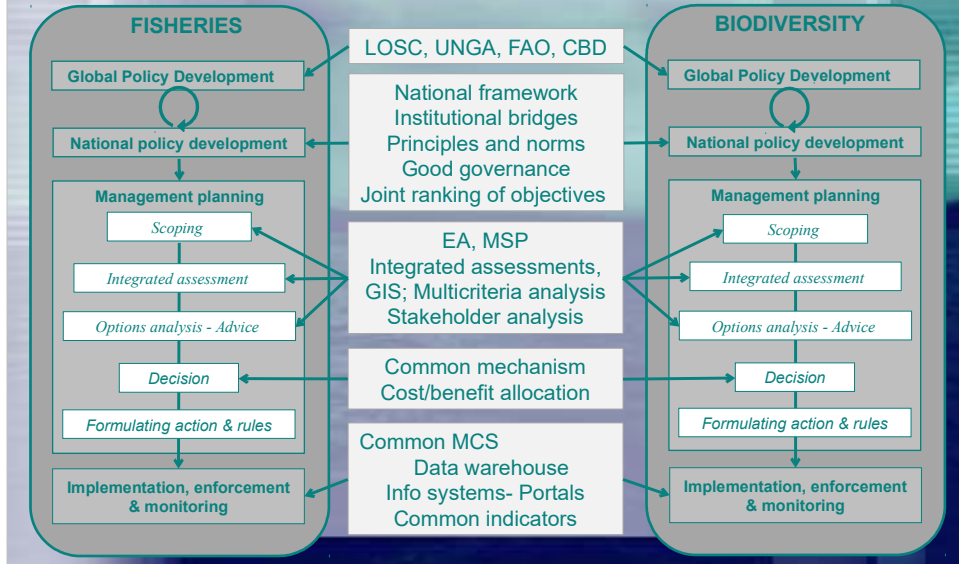 FISHERIES
Global Policy Development
National policy development
Management planning
Scoping
Integrated assessment
Options analysis - Advice
Decision
Formulating action & rules
Implementation, enforcement
& monitoring
LOSC, UNGA, FAO, CBD
National framework
Institutional bridges
Principles and norms
Good governance
Joint ranking of objectives
EA, MSP
Integrated assessments,
GIS; Multicriteria analysis
Stakeholder analysis
Common mechanism
Cost/benefit allocation
Common MCS
Data warehouse
Info systems- Portals
Common indicators
BIODIVERSITY
Global Policy Development
National policy development
Management planning
Scoping
Integrated assessment
Options analysis - Advice
Decision
Formulating action & rules
Implementation, enforcement
& monitoring